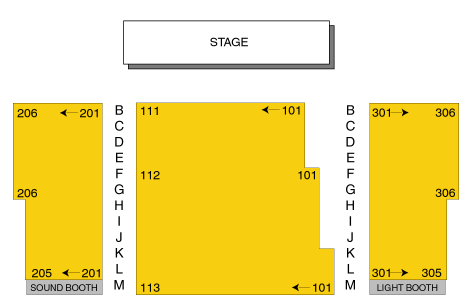 STAGE
206 ←201 B 111 ←101 B 301→ 306
C C
D D
E E
F 112 101 F
206 G G 306
H H
I I
J J
K K
205 ←201 L L 301→ 305
SOUND BOOTH M 113 ←101 M LIGHT BOOTH